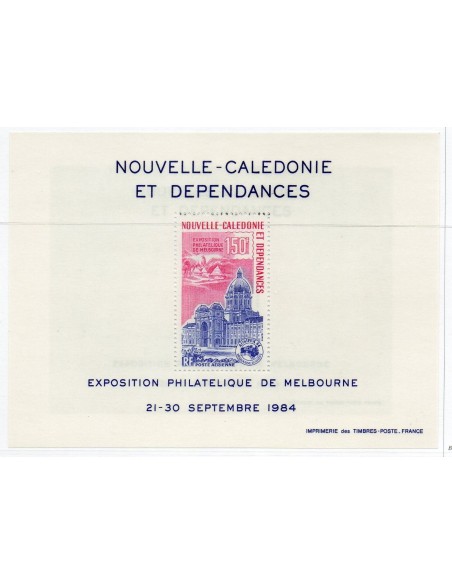 NOUVELLE-CALEDONIE
ET DEPENDANCES
NOUVELLE CALEDONIE
ET DEPENDANCES
EXPOSITION
PHILATELIQUE
DE MELBOURNE
150F
RF POSTE AERIENNE
EXPOSITION PHILATELIQUE DE MELBOURNE
21-30 SEPTEMBRE 1984
IMPRIMERIE des TIMBRES-POSTE, FRANCE